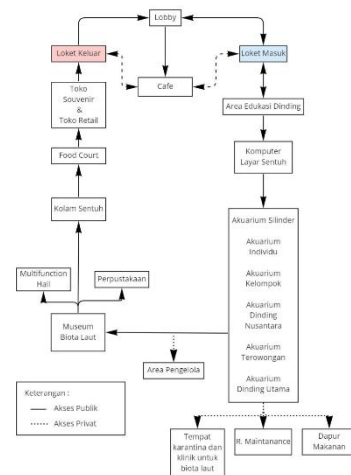 Lobby
Loket Keluar
Loket Masuk
Cafe
Toko
Souvenir
&
Toko Retail
Area Edukasi Dinding
Food Court
Komputer
Layar Sentuh
Kolam Sentuh
Akuarium Silinder
Akuarium
Individu
Akuarium
Kelompok
Akuarium
Dinding
Nusantara
Akuarium
Terowongan
Akuarium
Dinding Utama
Multifunction
Hall
Perpustakaan
Museum
Biota Laut
Area Pengelola
Keterangan :
Akses Publik
Akses Privat
Tempat
karantina dan
klinik untuk
biota laut
R. Maintanance
Dapur
Makanan